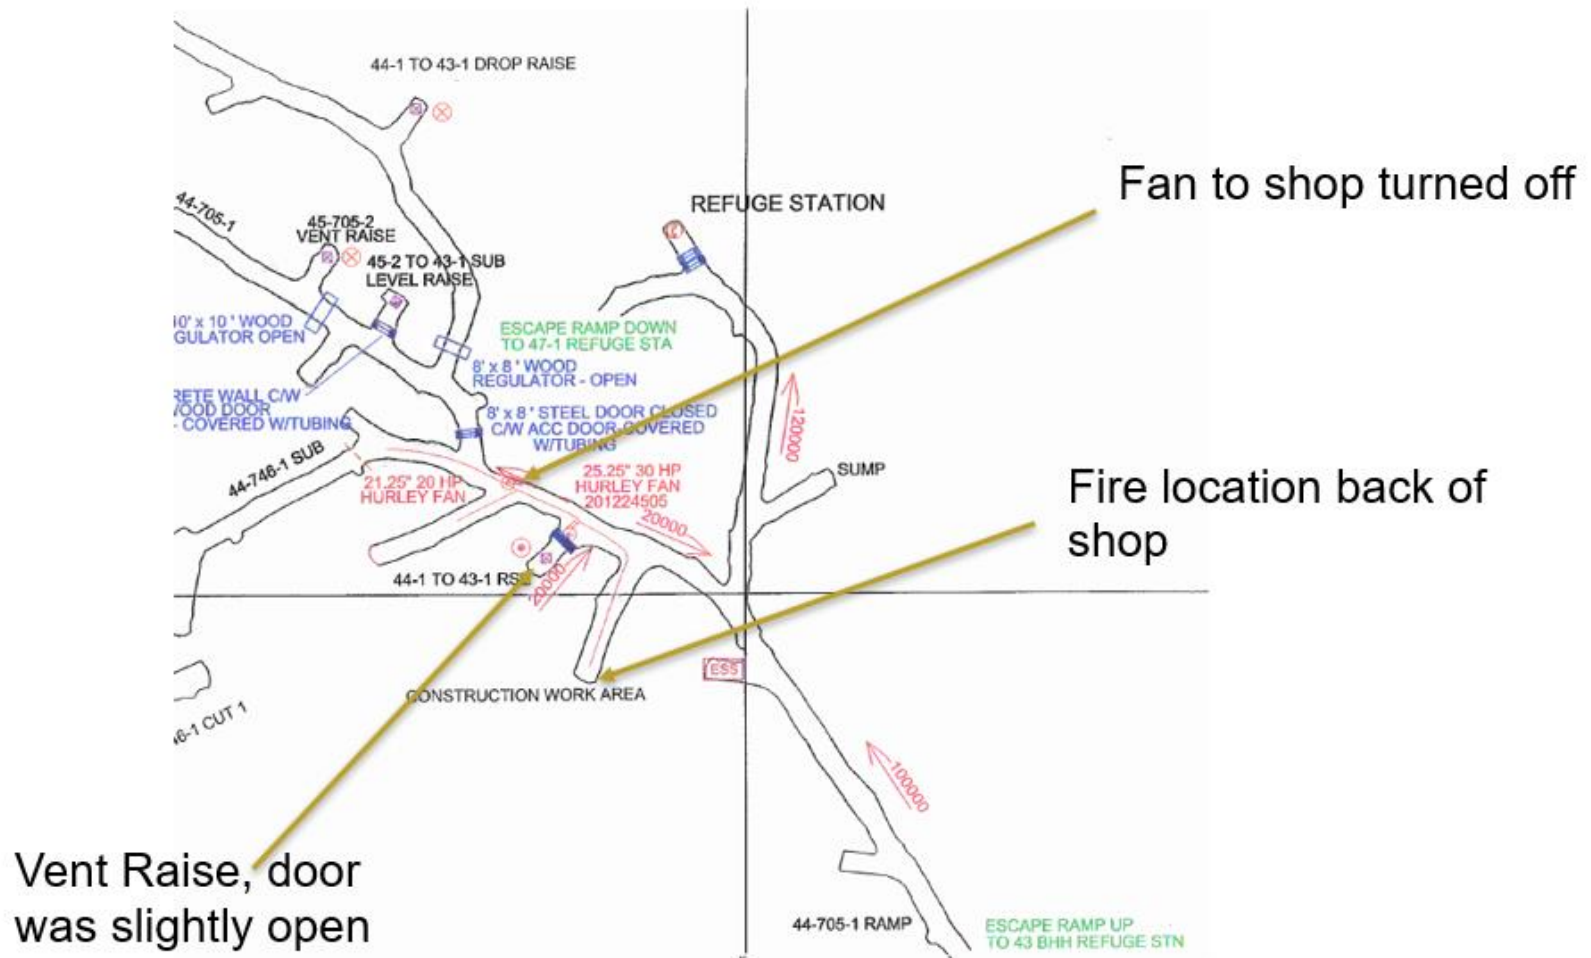 44-1 TO 43-1 DROP RAISE
Fan to shop turned off
REFUGE STATION
44-705-1
45-705-2
VENT RAISE
45-2 TO 43-1 SUB
LEVEL RAISE
10' x 10 ' WOOD
GULATOR OPEN
ESCAPE RAMP DOWN
TO 47-1 REFUGE STA
8' x 8 ' WOOD
REGULATOR - OPEN
RETE WALL C/W
WOOD DOOR
- COVERED W/TUBING
8' x 8 ' STEEL DOOR CLOSED
C/W ACC DOOR-COVERED
W/TUBING
120000
44-746-1 SUB
21.25" 20 HP
HURLEY FAN
25.25" 30 HP
HURLEY FAN
201224505
20000
SUMP
Fire location back of
shop
44-1 TO 43-1 RSE
20000
ESS
CONSTRUCTION WORK AREA
6-1 CUT 1
100000
Vent Raise, door
was slightly open
44-705-1 RAMP
ESCAPE RAMP UP
TO 43 BHH REFUGE STN